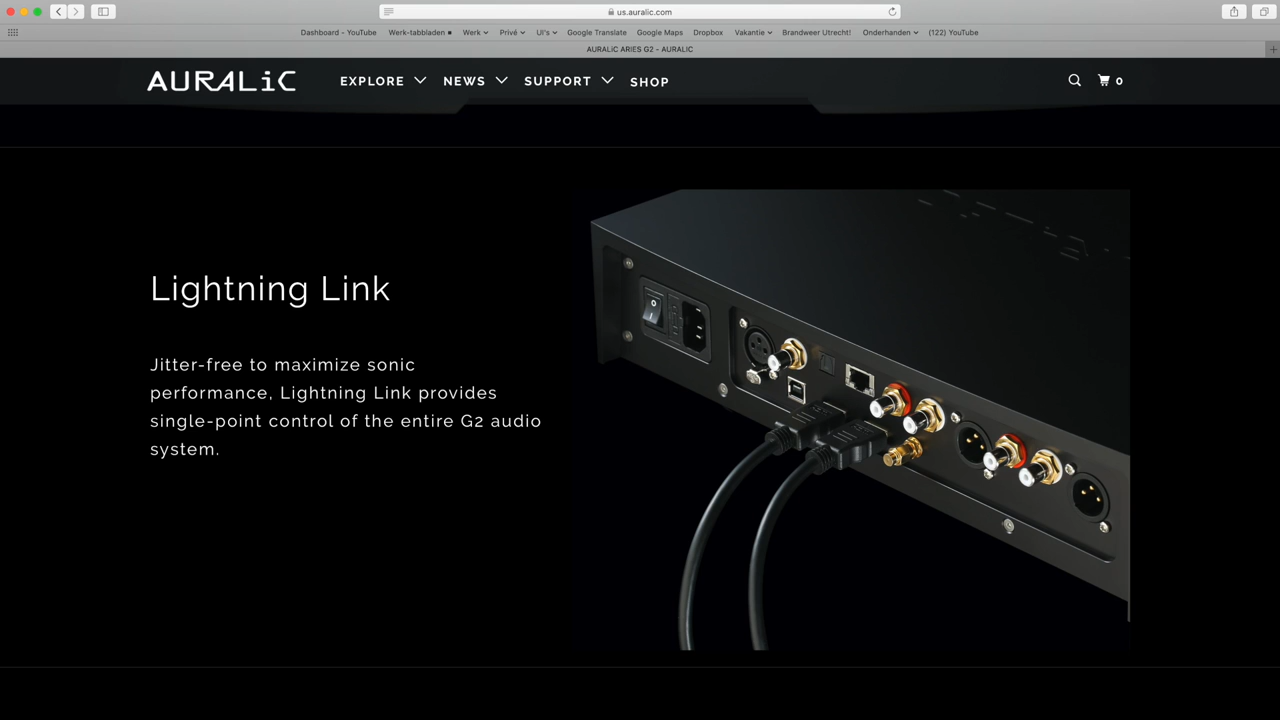 us.auralic.com
Dashboard - YouTube Werk-tabbladen Werk Privé UI's Google Translate Google Maps Dropbox Vakantie Brandweer Utrecht! Onderhanden (122) YouTube
AURALiC ARIES G2 - AURALIC
AURALiC EXPLORE NEWS SUPPORT SHOP 0
Lightning Link
Jitter-free to maximize sonic
performance, Lightning Link provides
single-point control of the entire G2 audio
system.